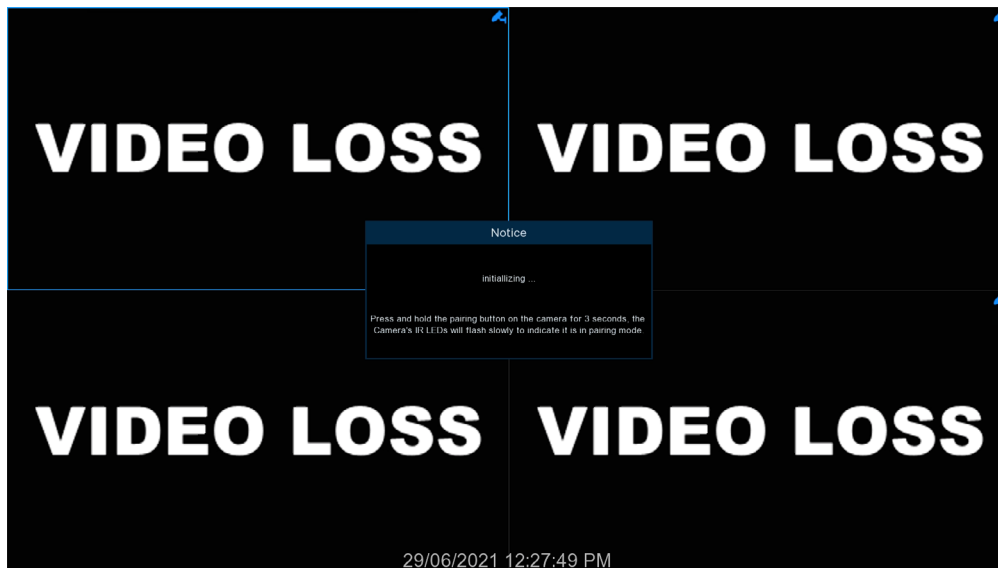 VIDEO LOSS
VIDEO LOSS
Notice
initiallizing ...
Press and hold the pairing button on the camera for 3 seconds, the
Camera's IR LEDs will flash slowly to indicate it is in pairing mode
VIDEO LOSS
VIDEO LOSS
29/06/2021 12:27:49 PM